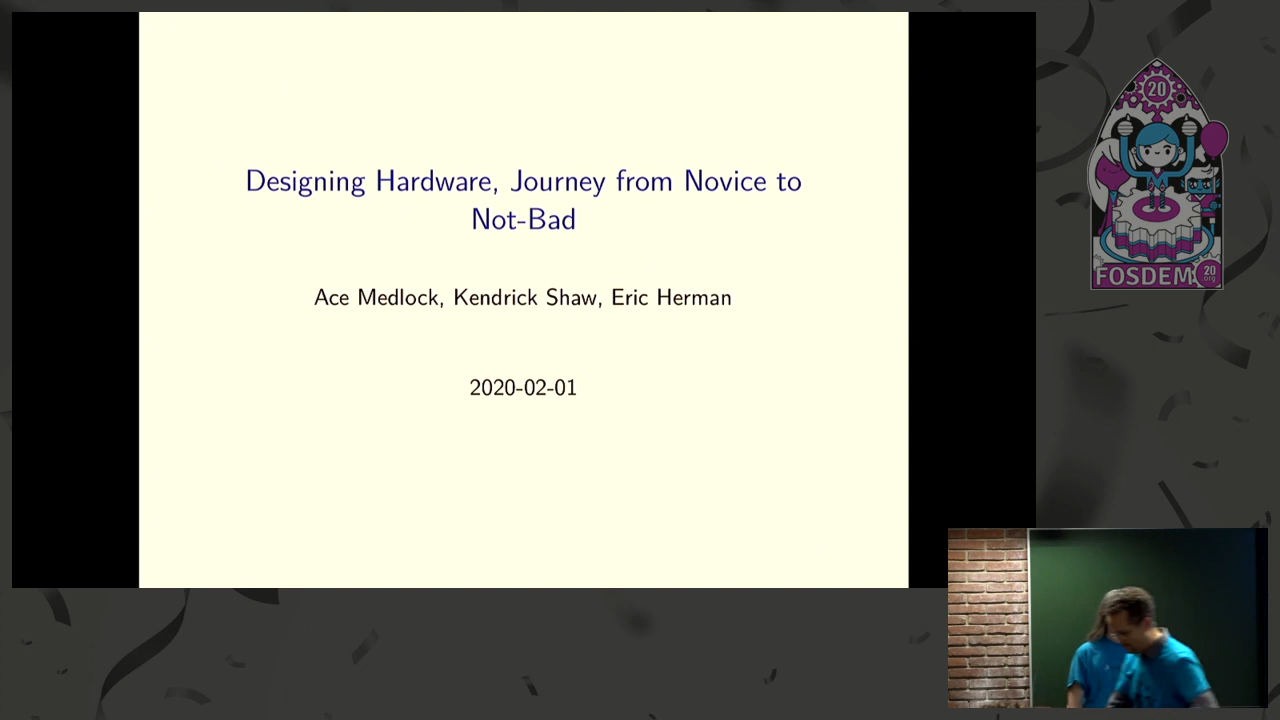 Designing Hardware, Journey from Novice to
Not-Bad
Ace Medlock, Kendrick Shaw, Eric Herman
2020-02-01
20
FOSDEM
20
.org